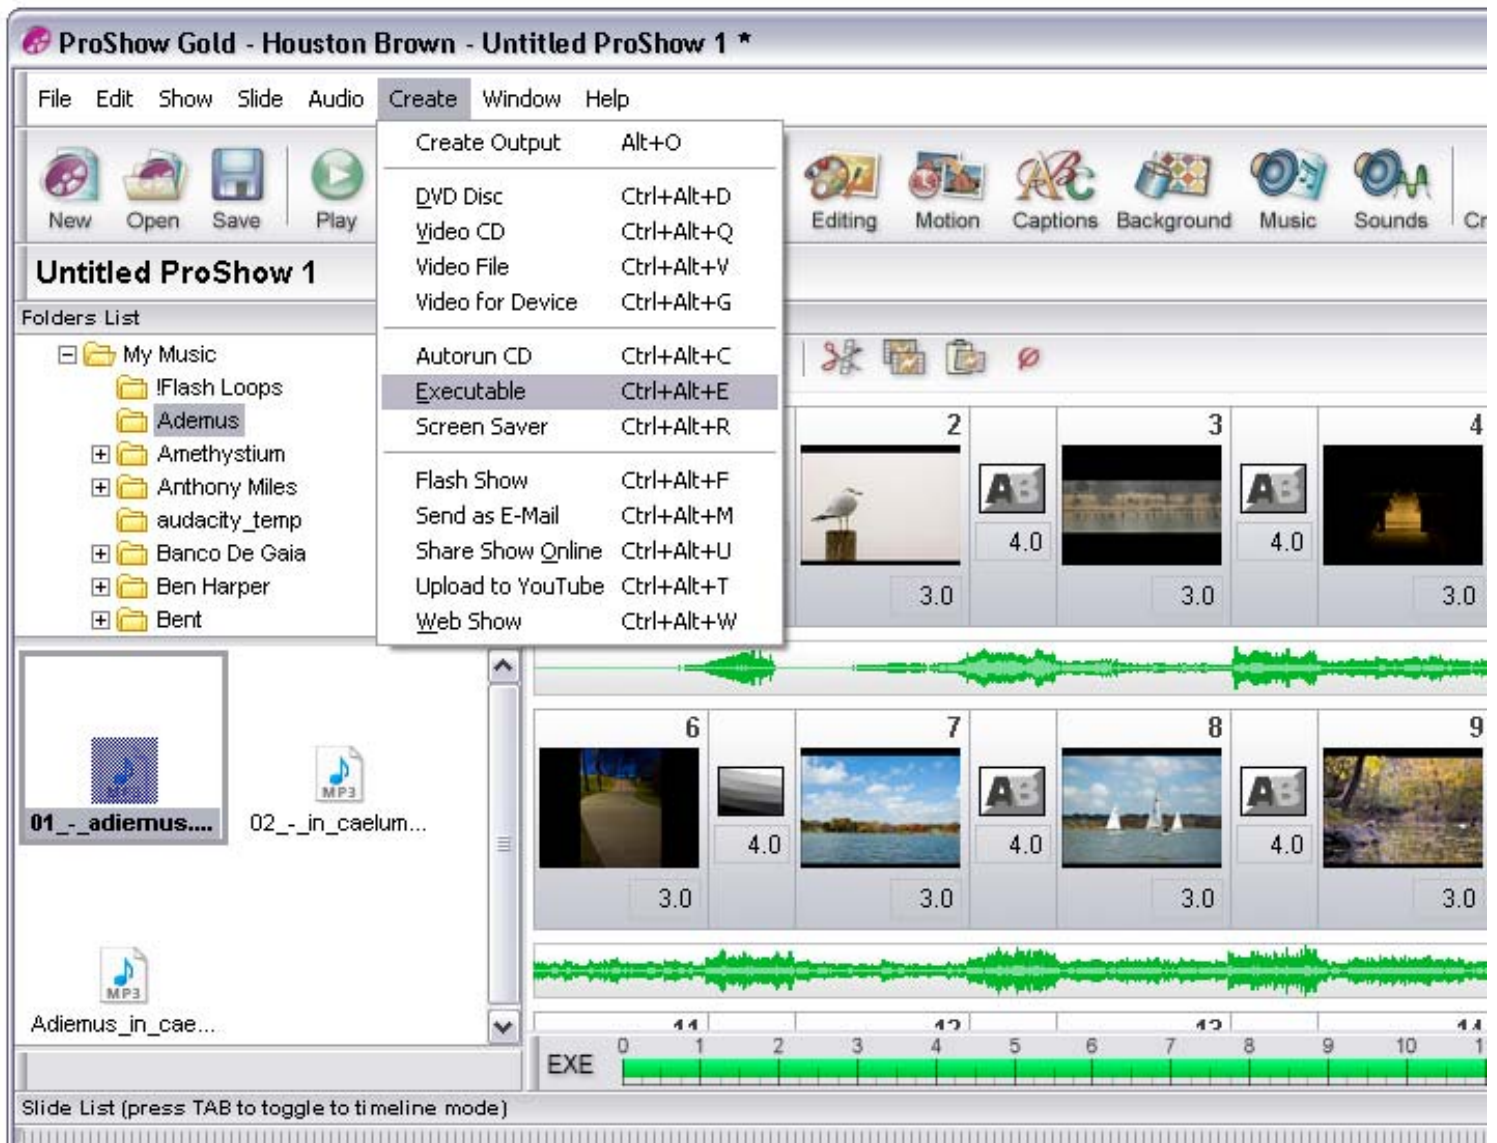 ProShow Gold - Houston Brown - Untitled ProShow 1 *
File Edit Show Slide Audio Create Window Help
Create Output Alt+O
DVD Disc Ctrl+Alt+D
Video CD Ctrl+Alt+Q
Video File Ctrl+Alt+V
Video for Device Ctrl+Alt+G
Autorun CD Ctrl+Alt+C
Executable Ctrl+Alt+E
Screen Saver Ctrl+Alt+R
Flash Show Ctrl+Alt+F
Send as E-Mail Ctrl+Alt+M
Share Show Online Ctrl+Alt+U
Upload to YouTube Ctrl+Alt+T
Web Show Ctrl+Alt+W
New Open Save Play Editing Motion Captions Background Music Sounds
Untitled ProShow 1
Folders List
My Music
!Flash Loops
Ademus
Amethystium
Anthony Miles
audacity_temp
Banco De Gaia
Ben Harper
Bent
2 3 4
AB AB
4.0 4.0
3.0 3.0 3.0
6 7 8 9
AB AB
4.0 4.0 4.0
3.0 3.0 3.0 3.0
MP3
01_-_adiemus....
MP3
02_-_in_caelum...
MP3
Adiemus_in_cae...
EXE
0 1 2 3 4 5 6 7 8 9 10
Slide List (press TAB to toggle to timeline mode)